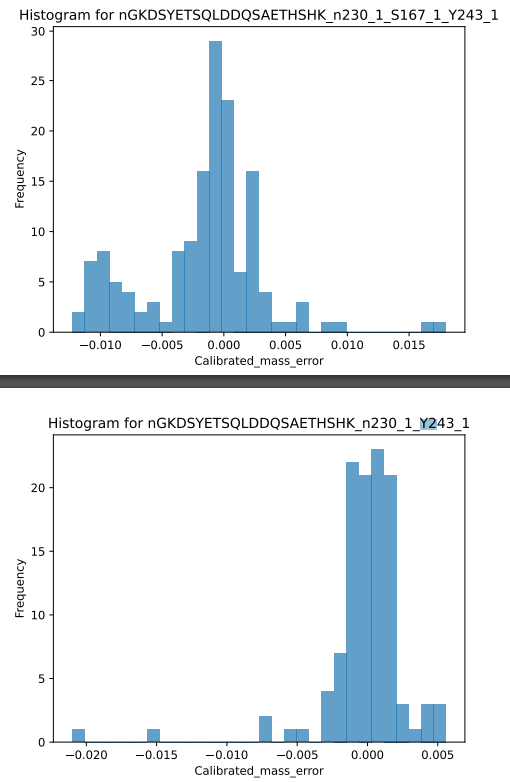 Histogram for nGKDSYETSQLDDQSAETHSHK_n230_1_S167_1_Y243_1
30
25
20
15
10
5
0
Frequency
−0.010 −0.005 0.000 0.005 0.010 0.015
Calibrated_mass_error
Histogram for nGKDSYETSQLDDQSAETHSHK_n230_1_Y243_1
20
15
10
5
0
Frequency
−0.020 −0.015 −0.010 −0.005 0.000 0.005
Calibrated_mass_error